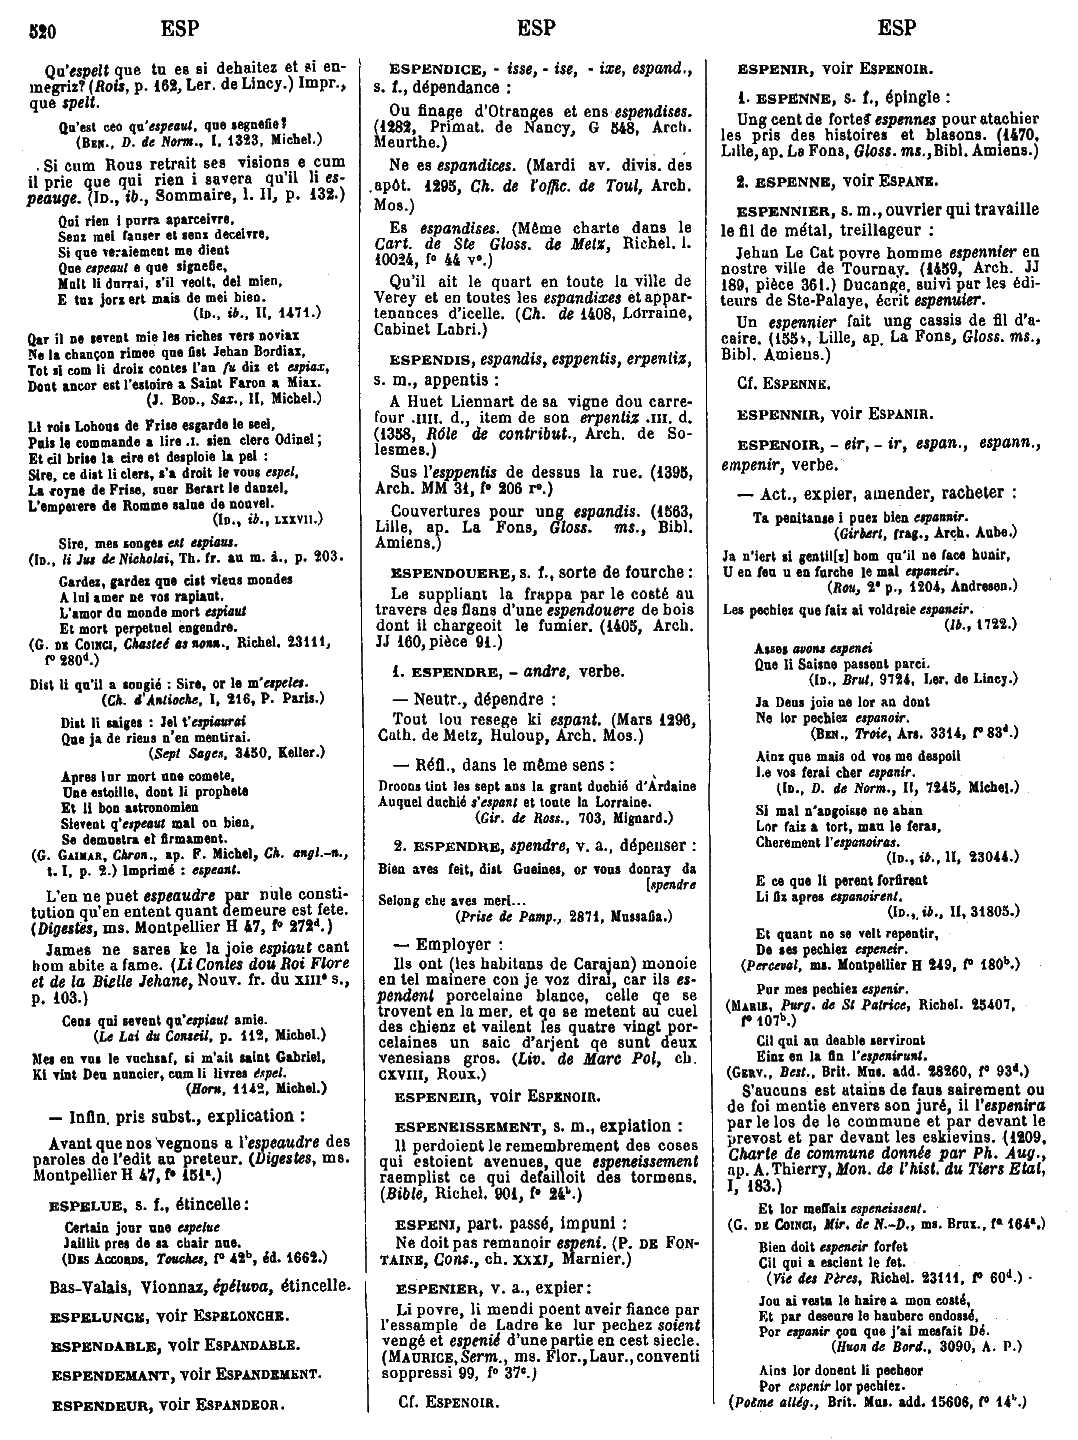 520 ESP ESP ESP
Qu'espelt que tu es si dehaitez et si en-
megriz? (Rois, p. 162, Ler. de Lincy.) Impr.,
que spelt.
Qu'est ceo qu'espeaut, que segnefie?
(BEN., D. de Norm., I, 1323, Michel.)
Si cum Rous retrait ses visions e cum
il prie que qui rien i savera qu'il li es-
peauge. (ID., ib., Sommaire, l. II, p. 132.)
Qui rien i purra aparceivre,
Senz mei fanser et senz deceivre,
Si que veraiement me dient
Que espeaut e que signefie,
Mult li durrai, s'il veolt, del mien,
E tuz jorz ert mais de mei bien.
(ID., ib., II, 1471.)
Qar il ne sevent mie les riches vers noviax
Ne la chançon rimee que fist Jehan Bordiax,
Tot si com li droiz contes l'an fu diz et espiax,
Dont ancor est l'estoire a Saint Faron a Miax.
(J. BOD., Sax., II, Michel.)
Li rois Lohous de Frise esgarde le seel,
Puis le commande a lire .I. sien clerc Odinel;
Et cil brise la cire et desploie la pel :
Sire, ce dist li clers, s'a droit le vous espel,
La royne de Frise, suer Berart le danzel,
L'emperere de Romme salue de nouvel.
(ID., ib., LXXVII.)
Sire, mes songes est espiaus.
(ID., li Jus de Nicholai, Th. fr. au m. â., p. 203.
Gardez, gardez que cist viens mondes
A lui amer ne vos rapiant.
L'amor du monde mort espiaut
Et mort perpetuel engendre.
(G. DE COINCI, Chasteé as nonn., Richel. 23111,
f° 280d.)
Dist li qu'il a songié : Sire, or le m'espeles.
(Ch. d'Antioche, I, 216, P. Paris.)
Dist li saiges : Jel t'espiaurai
Que ja de riens n'en mentirai.
(Sept Sages, 3430, Keller.)
Apres lur mort une comete,
Une estoille, dont li prophete
Et li bon astronomien
Sievent q'espeaut mal ou bien,
Se demustra el firmament.
(G. GAIMAR, Chron., ap. F. Michel, Ch. angl.-n.,
t. I, p. 2.) Imprimé : espeant.
L'en ne puet espeaudre par nule consti-
tution qu'en entent quant demeure est fete.
(Digestes, ms. Montpellier H 47, f° 272d.)
James ne sares ke la joie espiaut cant
hom abite a fame. (Li Contes dou Roi Flore
et de la Bielle Jehane, Nouv. fr. du XIIIe s.,
p. 103.)
Ceus qui sevent qu'espiaut amie.
(Le Lai du Conseil, p. 112, Michel.)
Mes en vus le vuchsaf, si m'ait saint Gabriel,
Ki vint Deu nuncier, cum li livres espel.
(Horn, 1142, Michel.)
— Infin. pris subst., explication :
Avant que nos vegnons a l'espeaudre des
paroles de l'edit au preteur. (Digestes, ms.
Montpellier H 47, f° 151a.)
ESPELUE, s. f., étincelle :
Certain jour une espelue
Jaillit pres de sa chair nue.
(DES ACCORDS, Touches, f° 42b, éd. 1662.)
Bas-Valais, Vionnaz, épéluva, étincelle.
ESPELUNCE, voir ESPELONCHE.
ESPENDABLE, voir ESPANDABLE.
ESPENDEMANT, voir ESPANDEMENT.
ESPENDEUR, voir ESPANDEOR.
ESPENDICE, - isse, - ise, - ixe, espand.,
s. f., dépendance :
Ou finage d'Otranges et ens espendises.
(1282, Primat. de Nancy, G 548, Arch.
Meurthe.)
Ne es espandices. (Mardi av. divis. des
apôt. 1295, Ch. de l'offic. de Toul, Arch.
Mos.)
Es espandises. (Même charte dans le
Cart. de Ste Gloss. de Metz, Richel. l.
10024, f° 44 v°.)
Qu'il ait le quart en toute la ville de
Verey et en toutes les espandixes et appar-
tenances d'icelle. (Ch. de 1408, Lorraine,
Cabinet Labri.)
ESPENDIS, espandis, esppentis, erpentiz,
s. m., appentis :
A Huet Liennart de sa vigne dou carre-
four .IIII. d., item de son erpentiz .III. d.
(1358, Rôle de contribut., Arch. de So-
lesmes.)
Sus l'esppentis de dessus la rue. (1395,
Arch. MM 31, f° 206 r°.)
Couvertures pour ung espandis. (1563,
Lille, ap. La Fons, Gloss. ms., Bibl.
Amiens.)
ESPENDOUERE, s. f., sorte de fourche :
Le suppliant la frappa par le costé au
travers des flans d'une espendouere de bois
dont il chargeoit le fumier. (1405, Arch.
JJ 160, pièce 91.)
1. ESPENDRE, - andre, verbe.
— Neutr., dépendre :
Tout lou resege ki espant. (Mars 1296,
Cath. de Metz, Huloup, Arch. Mos.)
— Réfl., dans le même sens :
Droons tint les sept ans la grant duchié d'Ardaine
Auquel duchié s'espant et toute la Lorraine.
(Gir. de Ross., 703, Mignard.)
2. ESPENDRE, spendre, v. a., dépenser :
Bien aves feit, dist Gueines, or vous donray da
[spendre
Selong che aves meri...
(Prise de Pamp., 2871, Mussafia.)
— Employer :
Ils ont (les habitans de Carajan) monoie
en tel mainere con je voz dirai, car ils es-
pendent porcelaine blance, celle qe se
trovent en la mer, et qe se metent au cuel
des chienz et vailent les quatre vingt por-
celaines un saic d'arjent qe sunt deux
venesians gros. (Liv. de Marc Pol, ch.
CXVIII, Roux.)
ESPENEIR, voir ESPENOIR.
ESPENEISSEMENT, s. m., expiation :
Il perdoient le remembrement des coses
qui estoient avenues, que espeneissement
raemplist ce qui defailloit des tormens.
(Bible, Richel. 901, f° 24b.)
ESPENI, part. passé, impuni :
Ne doit pas remanoir espeni. (P. DE FON-
TAINE, Cons., ch. XXXI, Marnier.)
ESPENIER, v. a., expier :
Li povre, li mendi poent aveir fiance par
l'essample de Ladre ke lur pechez soient
vengé et espenié d'une partie en cest siecle.
(MAURICE, Serm., ms. Flor., Laur., conventi
soppressi 99, f° 37c.)
Cf. ESPENOIR.
ESPENIR, voir ESPENOIR.
1. ESPENNE, s. f., épingle :
Ung cent de fortes espennes pour atachier
les pris des histoires et blasons. (1470,
Lille, ap. La Fons, Gloss. ms., Bibl. Amiens.)
2. ESPENNE, voir ESPANE.
ESPENNIER, s. m., ouvrier qui travaille
le fil de métal, treillageur :
Jehan Le Cat povre homme espennier en
nostre ville de Tournay. (1459, Arch. JJ
189, pièce 361.) Ducange, suivi par les édi-
teurs de Ste-Palaye, écrit espenuier.
Un espennier fait ung cassis de fil d'a-
caire. (155 , Lille, ap. La Fons, Gloss. ms.,
Bibl. Amiens.)
Cf. ESPENNE.
ESPENNIR, voir ESPANIR.
ESPENOIR, - eir, - ir, espan., espann.,
empenir, verbe.
— Act., expier, amender, racheter :
Ta penitanse i puez bien espannir.
(Girbert, frag., Arch. Aube.)
Ja n'iert si gentil[z] hom qu'il ne face hunir,
U en feu u en furche le mal espaneir.
(Rou, 2e p., 1204, Andresen.)
Les pechiez que faiz ai voldreie espaneir.
(Ib., 1722.)
Asses avons espenei
Que li Saisne passent parci.
(ID., Brut, 9724, Ler. de Lincy.)
Ja Deus joie ne lor an dont
Ne lor pechiez espanoir.
(BEN., Troie, Ars. 3314, f° 83d.)
Ainz que mais od vos me despoil
Le vos ferai cher espanir.
(ID., D. de Norm., II, 7245, Michel.)
Si mal n'angoisse ne ahan
Lor faiz a tort, mau le feras,
Cherement l'espanoiras.
(ID., ib., II, 23044.)
E ce que li perent forfirent
Li fiz apres espanoirent.
(ID., ib., II, 31805.)
Et quant ne se velt repentir,
De ses pechiez espeneir.
(Perceval, ms. Montpellier H 249, f° 180b.)
Pur mes pechiez espenir.
(MARIE, Purg. de St Patrice, Richel. 25407,
f° 107b.)
Cil qui au deable serviront
Einz en la fin l'espenirunt.
(GERV., Best., Brit. Mus. add. 28260, f° 93d.)
S'aucuns est atains de faus sairement ou
de foi mentie envers son juré, il l'espenira
par le los de le commune et par devant le
prevost et par devant les eskievins. (1209,
Charte de commune donnée par Ph. Aug.,
ap. A. Thierry, Mon. de l'hist. du Tiers Etat,
I, 183.)
Et lor meffaiz espeneissent.
(G. DE COINCI, Mir. de N.-D., ms. Brux., f° 164a.)
Bien doit espeneir forfet
Cil qui a escient le fet.
(Vie des Pères, Richel. 23111, f° 60d.)
Jou ai vestu le haire a mon costé,
Et par deseure le hauberc endossé,
Por espanir çou que j'ai mesfait Dé.
(Huon de Bord., 3090, A. P.)
Ains lor donent li pecheor
Por espenir lor pechiez.
(Poème allég., Brit. Mus. add. 15606, f° 14b.)